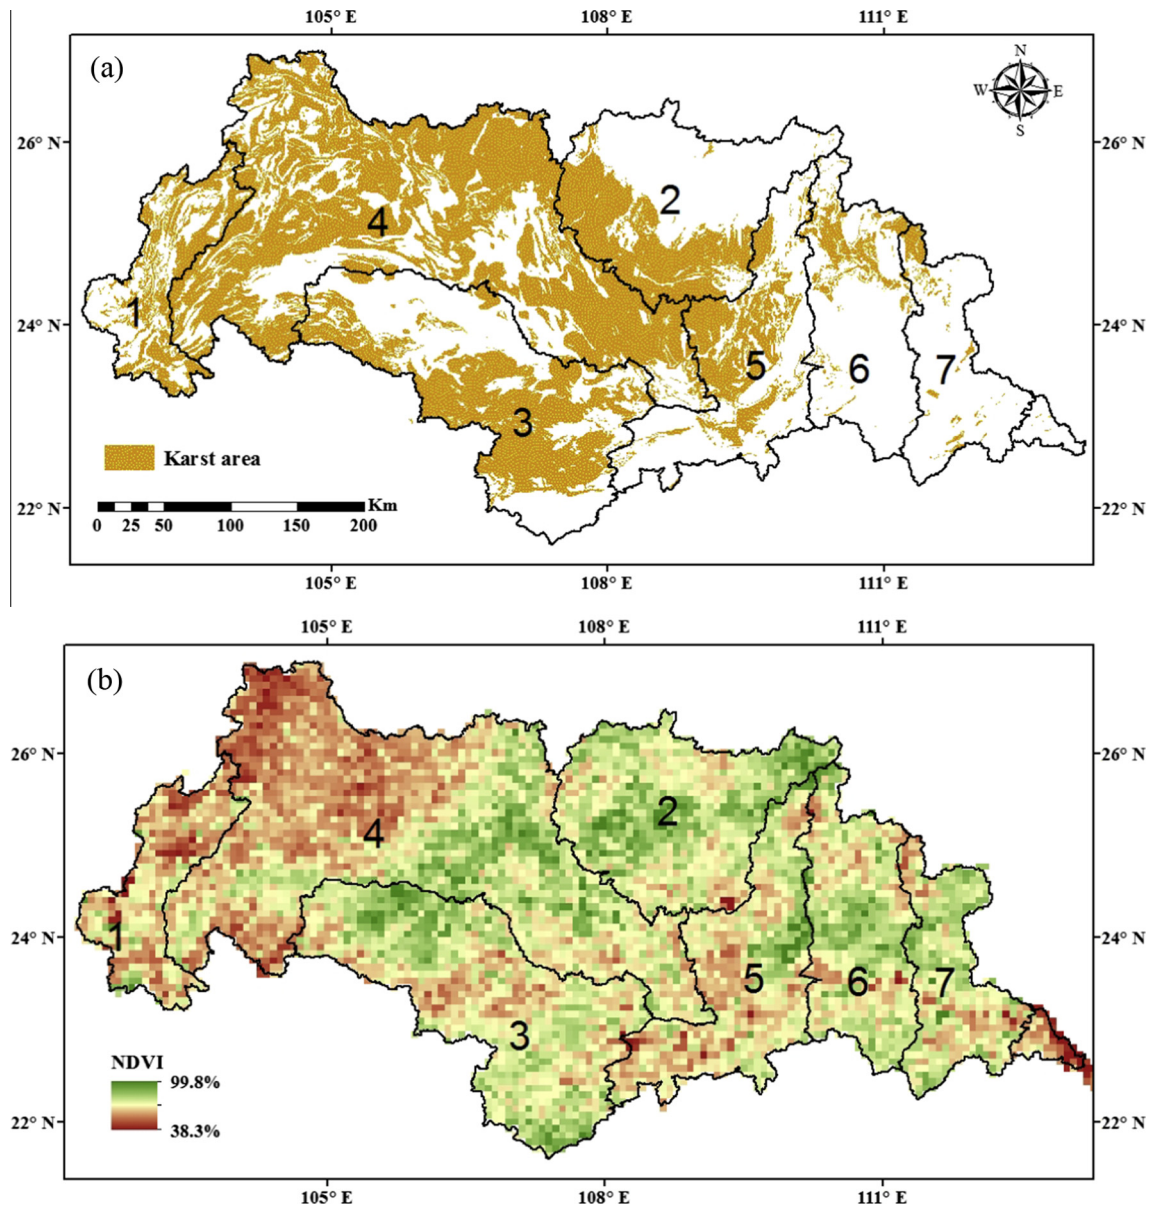 105° E 108° E 111° E
(a)
N
W E
S
26° N 26° N
2
4
24° N 1 24° N
5 6 7
3
Karst area
Km
22° N 22° N
0 25 50 100 150 200
105° E 108° E 111° E
105° E 108° E 111° E
(b)
26° N 26° N
2
4
24° N 1 24° N
5 6 7
3
NDVI
99.8%
38.3%
22° N 22° N
105° E 108° E 111° E